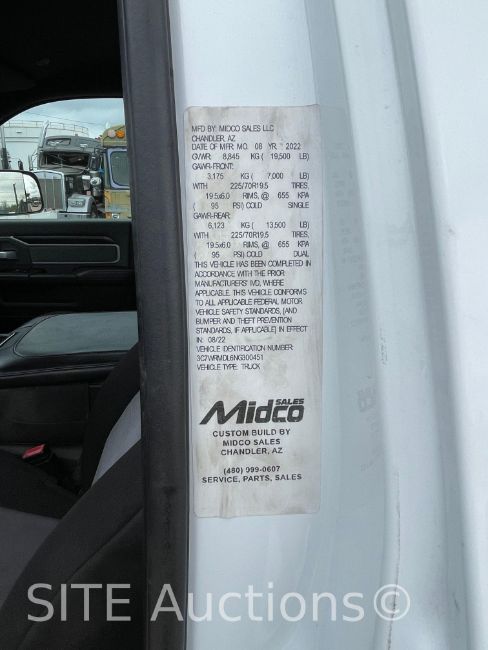 MFD BY: MIDCO SALES LLC
CHANDLER, AZ
DATE OF MFR: MO. 08 YR. 2022
GVWR: 8,845 KG ( 19,500 LB)
GAWR-FRONT:
3,175 KG ( 7,000 LB)
WITH 225/70R19.5 TIRES,
19.5x6.0 RIMS, @ 655 KPA
( 95 PSI) COLD SINGLE
GAWR-REAR:
6,123 KG ( 13,500 LB)
WITH 225/70R19.5 TIRES,
19.5x6.0 RIMS, @ 655 KPA
( 95 PSI) COLD DUAL
THIS VEHICLE HAS BEEN COMPLETED IN
ACCORDANCE WITH THE PRIOR
MANUFACTURERS' IVD, WHERE
APPLICABLE. THIS VEHICLE CONFORMS
TO ALL APPLICABLE FEDERAL MOTOR
VEHICLE SAFETY STANDARDS, (AND
BUMPER AND THEFT PREVENTION
STANDARDS, IF APPLICABLE) IN EFFECT
IN: 08/22
VEHICLE IDENTIFICATION NUMBER:
3C7WRMDL6NG300451
VEHICLE TYPE: TRUCK
SALES
Midco
CUSTOM BUILD BY
MIDCO SALES
CHANDLER, AZ
(480) 999-0607
SERVICE, PARTS, SALES
SITE Auctions©